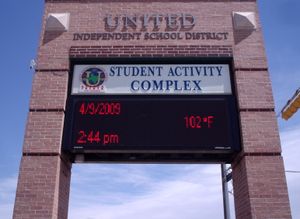 UNITED
INDEPENDENT SCHOOL DISTRICT
STUDENT ACTIVITY
COMPLEX
4/9/2009
102 °F
2:44 pm